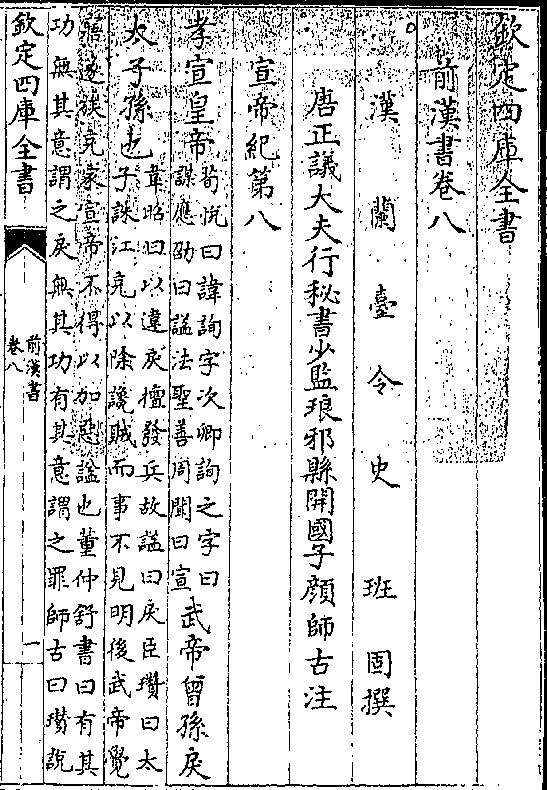 欽定四庫全書
前漢書卷八
漢蘭臺令史班固撰
唐正議大夫行秘書少監琅邪縣開國子顔師古注
宣帝紀第八
孝宣皇帝
荀悅曰諱詢字次卿詢之字曰
謀應劭曰謚法聖善周聞曰宣
武帝曾孫戾
太子孫也
韋昭曰以違戾擅發兵故謚曰戾臣瓚曰太
子誅江充以除讒賊而事不見明後武帝覺
寤遂族充家宣帝不得以加惡謚也董仲舒書曰有其
功無其意謂之戾無其功有其意謂之罪師古曰瓚說
欽定四庫全書
前漢書
卷八
一